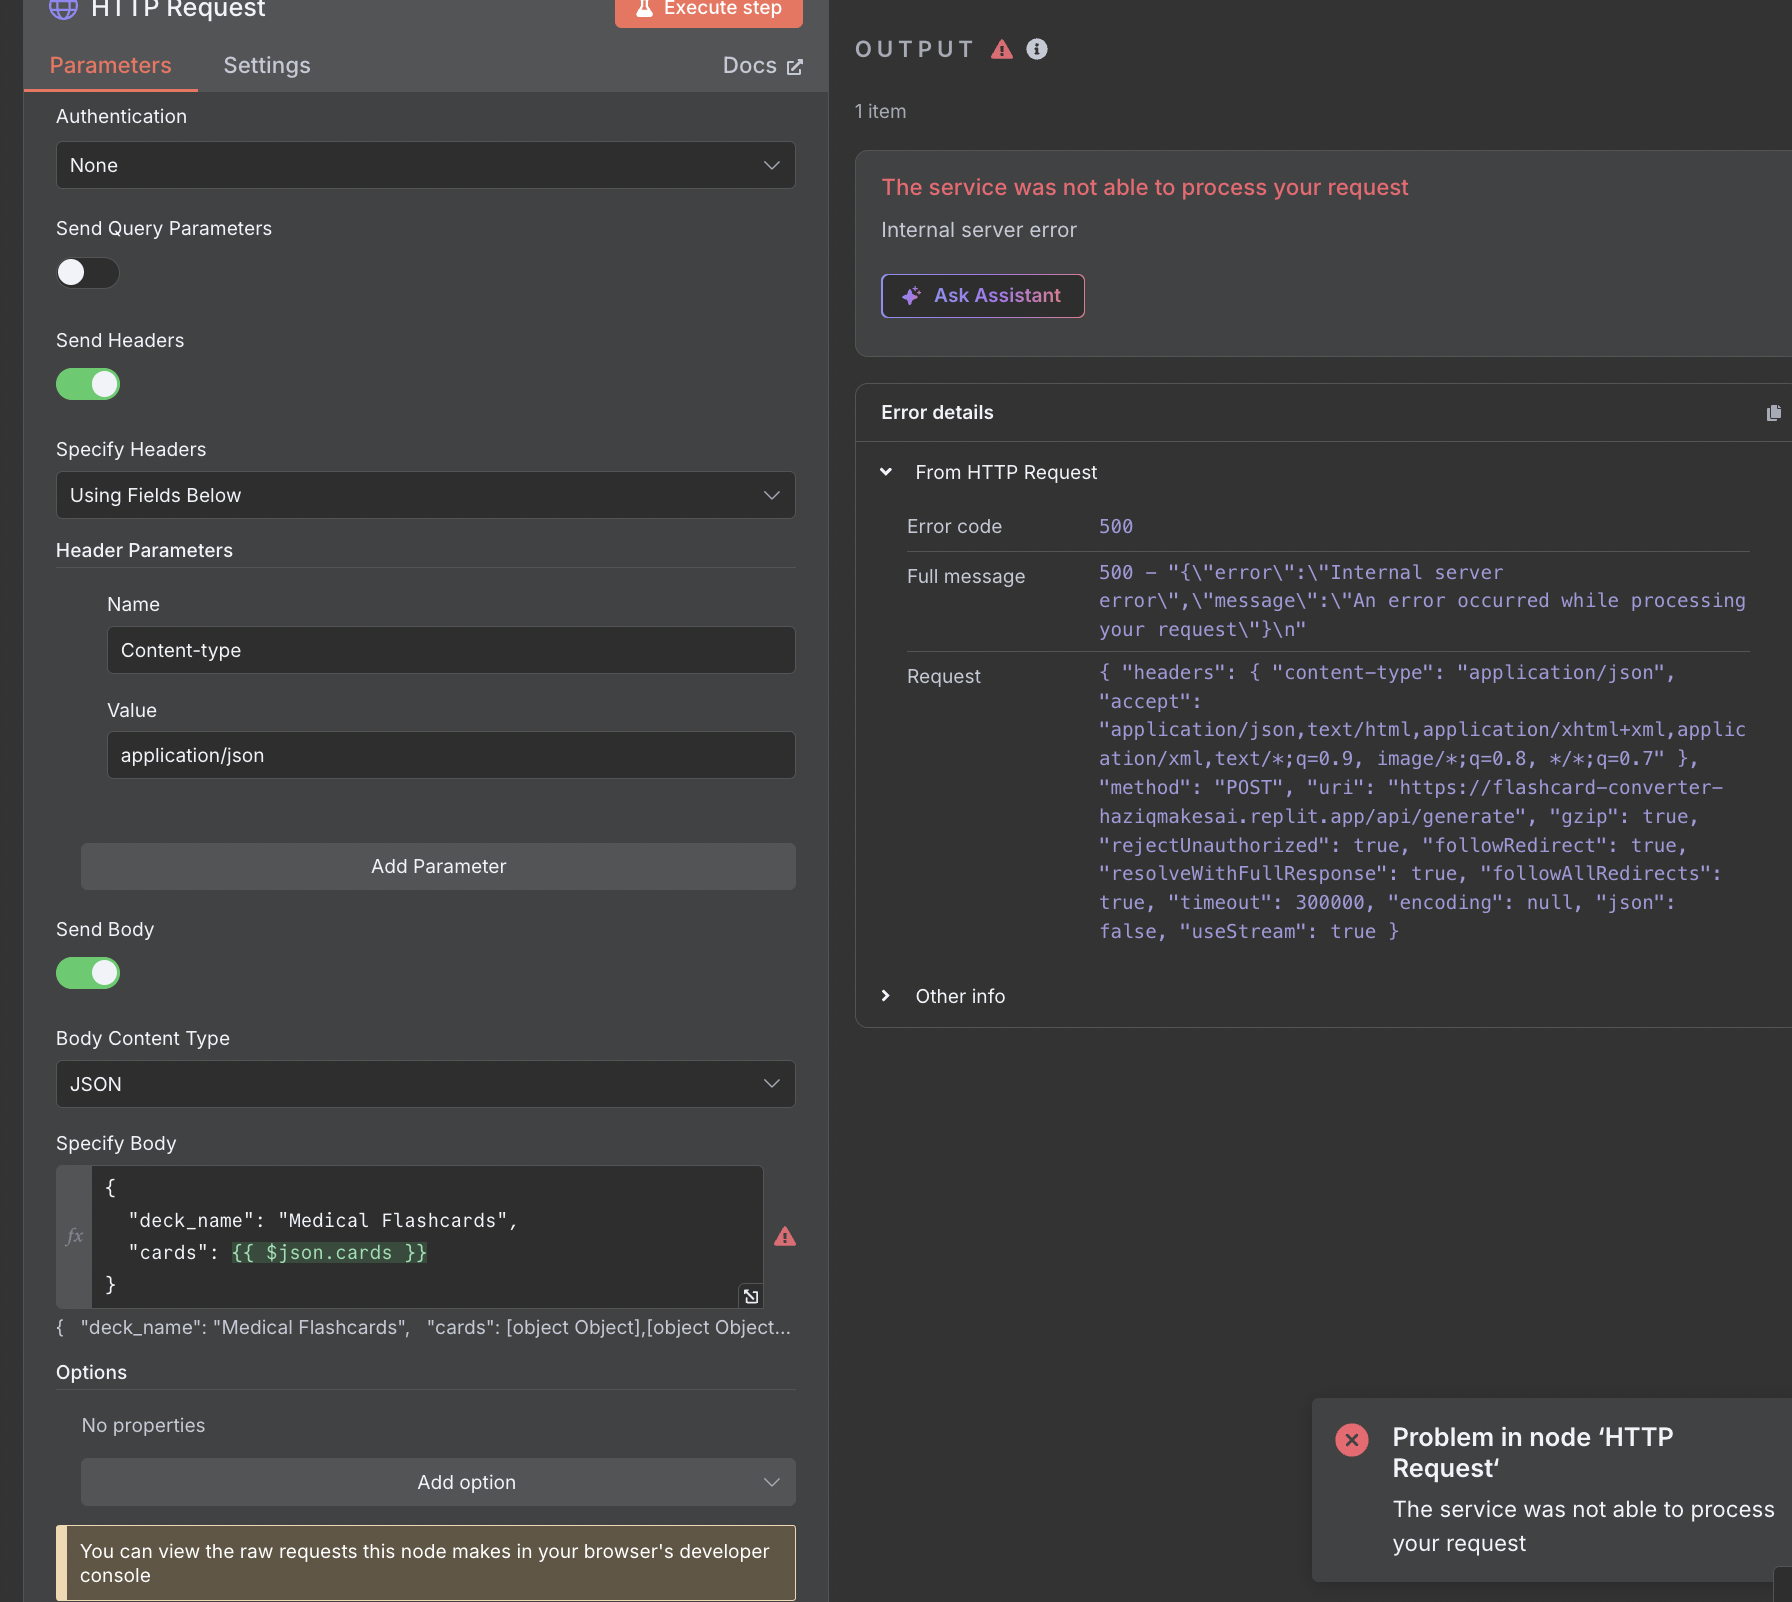 HTTP Request
Execute step
Parameters
Settings
Docs
Authentication
None
Send Query Parameters
Send Headers
Specify Headers
Using Fields Below
Header Parameters
Name
Content-type
Value
application/json
Add Parameter
Send Body
Body Content Type
JSON
Specify Body
fx
{
"deck_name": "Medical Flashcards",
"cards": {{ $json.cards }}
}
{ "deck_name": "Medical Flashcards", "cards": [object Object],[object Object...
Options
No properties
Add option
You can view the raw requests this node makes in your browser's developer
console
OUTPUT
1 item
The service was not able to process your request
Internal server error
Ask Assistant
Error details
From HTTP Request
Error code
500
Full message
500 - "{\"error\":\"Internal server
error\",\"message\":\"An error occurred while processing
your request\"}\n"
Request
{ "headers": { "content-type": "application/json",
"accept":
"application/json,text/html,application/xhtml+xml,applic
ation/xml,text/*;q=0.9, image/*;q=0.8, */*;q=0.7" },
"method": "POST", "uri": "https://flashcard-converter-
haziqmakesai.replit.app/api/generate", "gzip": true,
"rejectUnauthorized": true, "followRedirect": true,
"resolveWithFullResponse": true, "followAllRedirects":
true, "timeout": 300000, "encoding": null, "json":
false, "useStream": true }
Other info
Problem in node ‘HTTP
Request‘
The service was not able to process
your request